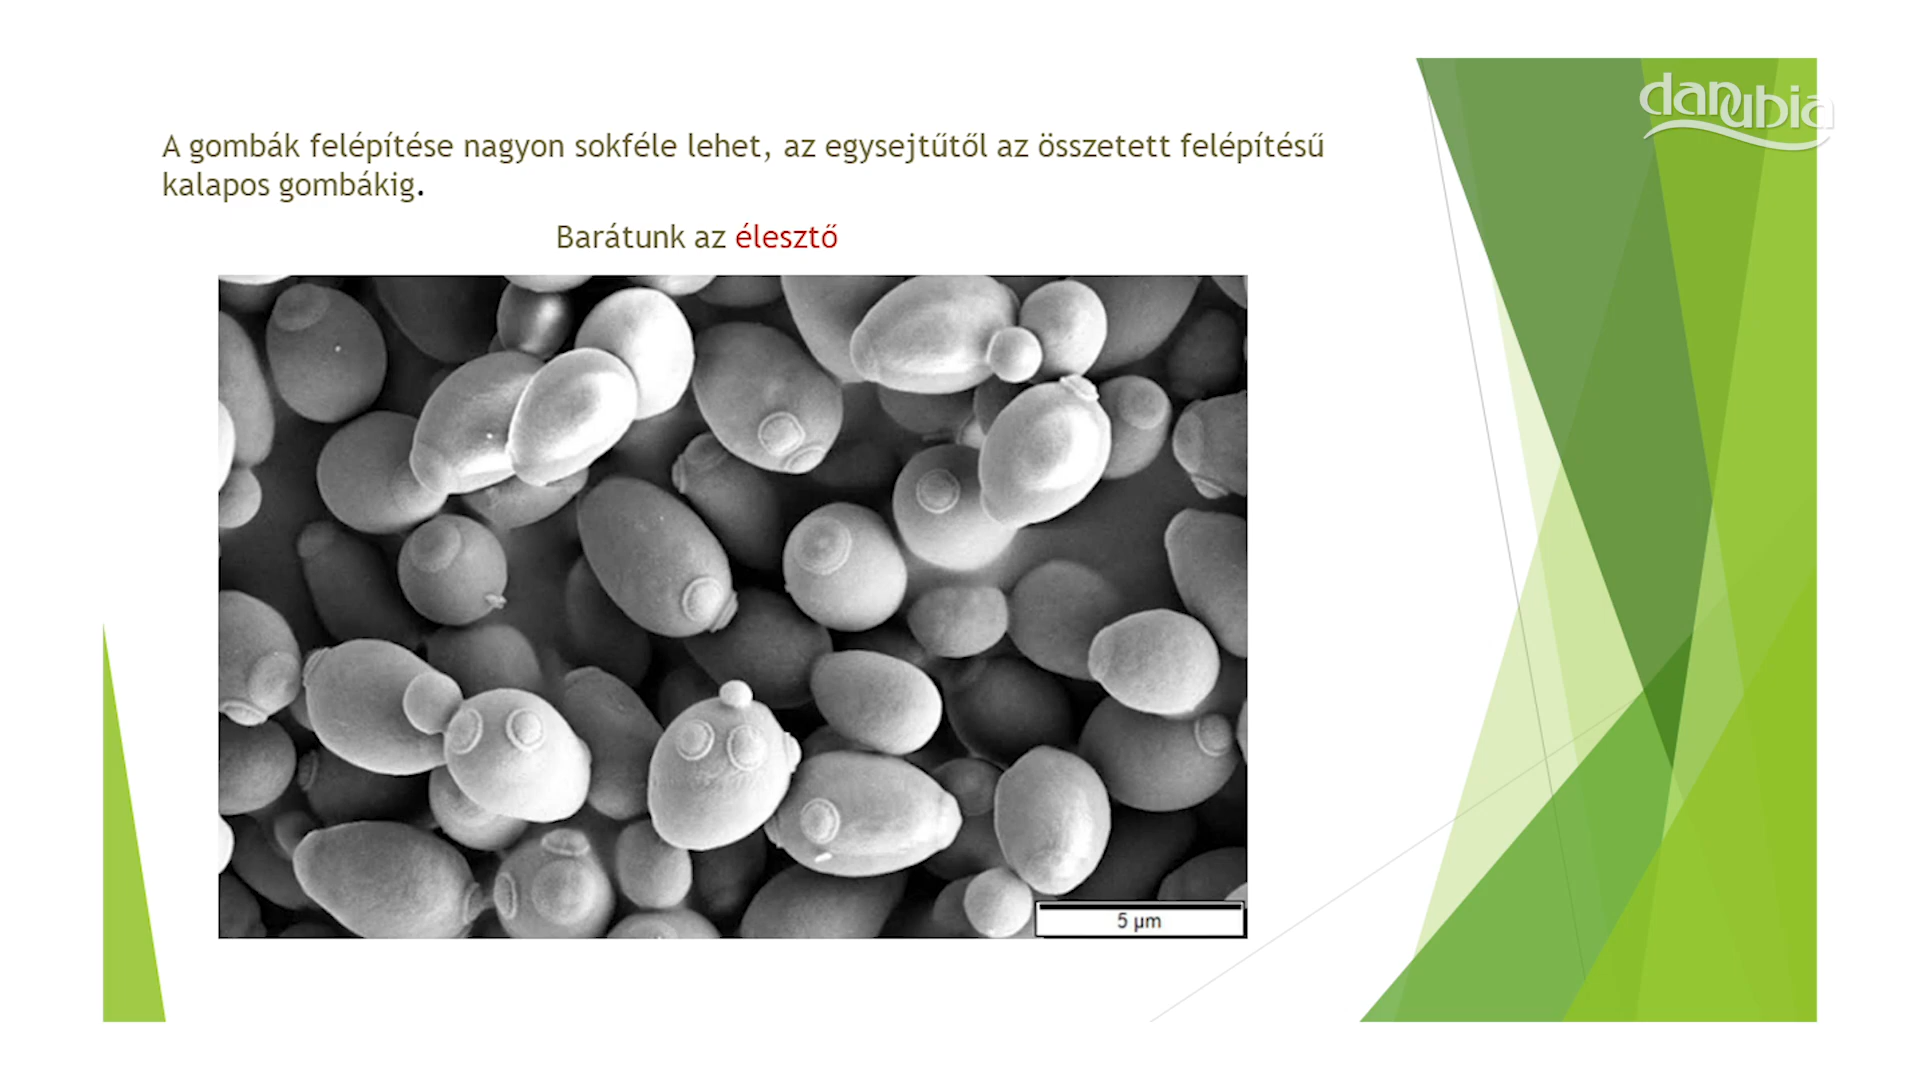 danubia
A gombák felépítése nagyon sokféle lehet, az egysejtűtől az összetett felépítésű
kalapos gombákig.
Barátunk az élesztő
5 µm